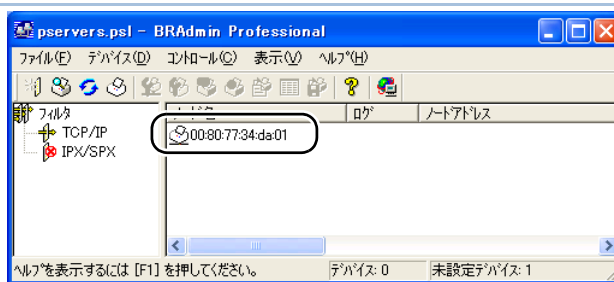 pservers.psl - BRAdmin Professional
ﾌｧｲﾙ(F) ﾃﾞﾊﾞｲｽ(D) ｺﾝﾄﾛｰﾙ(C) 表示(V) ﾍﾙﾌﾟ(H)
ﾌｨﾙﾀ
ﾛｸﾞ ﾉｰﾄﾞｱﾄﾞﾚｽ
TCP/IP
00:80:77:34:da:01
IPX/SPX
ﾍﾙﾌﾟを表示するには [F1] を押してください。 ﾃﾞﾊﾞｲｽ: 0 未設定ﾃﾞﾊﾞｲｽ: 1